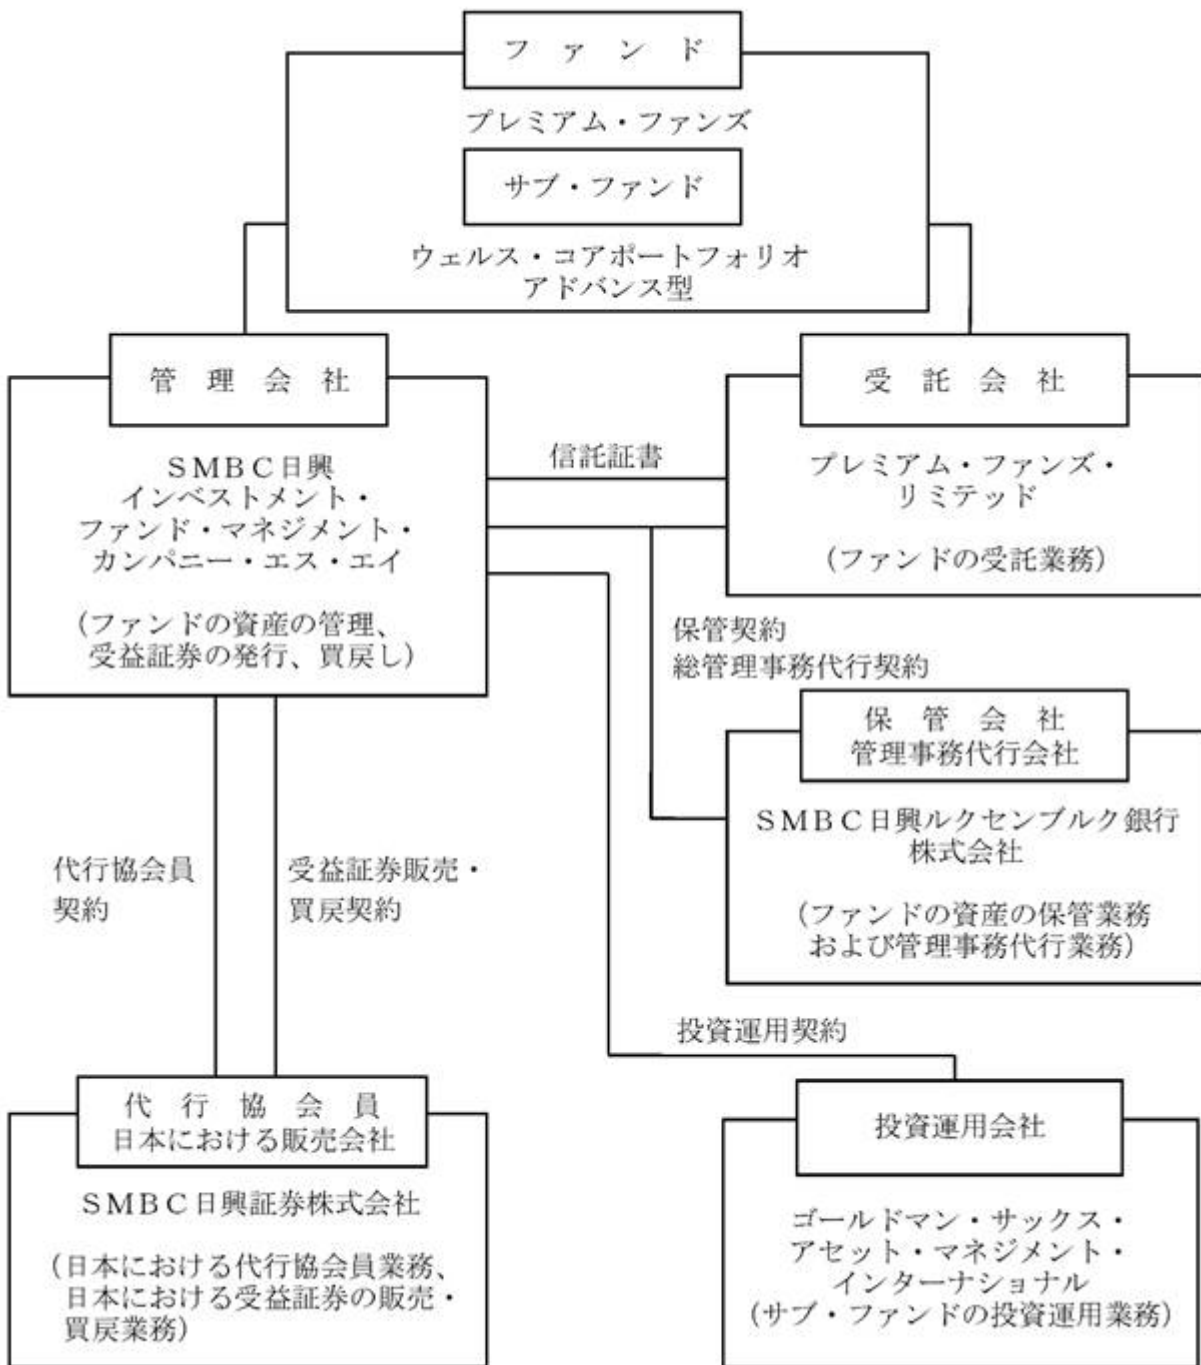 ファンド
プレミアム・ファンズ
サブ・ファンド
ウェルス・コアポートフォリオ
アドバンス型
管理会社
SMBC日興
インベストメント・
ファンド・マネジメント・
カンパニー・エス・エイ
（ファンドの資産の管理、
受益証券の発行、買戻し）
信託証書
受託会社
プレミアム・ファンズ・
リミテッド
（ファンドの受託業務）
保管契約
総管理事務代行契約
保管会社
管理事務代行会社
SMBC日興ルクセンブルク銀行
株式会社
（ファンドの資産の保管業務
および管理事務代行業務）
代行協会員
契約
受益証券販売・
買戻契約
投資運用契約
代行協会員
日本における販売会社
SMBC日興証券株式会社
（日本における代行協会員業務、
日本における受益証券の販売・
買戻業務）
投資運用会社
ゴールドマン・サックス・
アセット・マネジメント・
インターナショナル
（サブ・ファンドの投資運用業務）